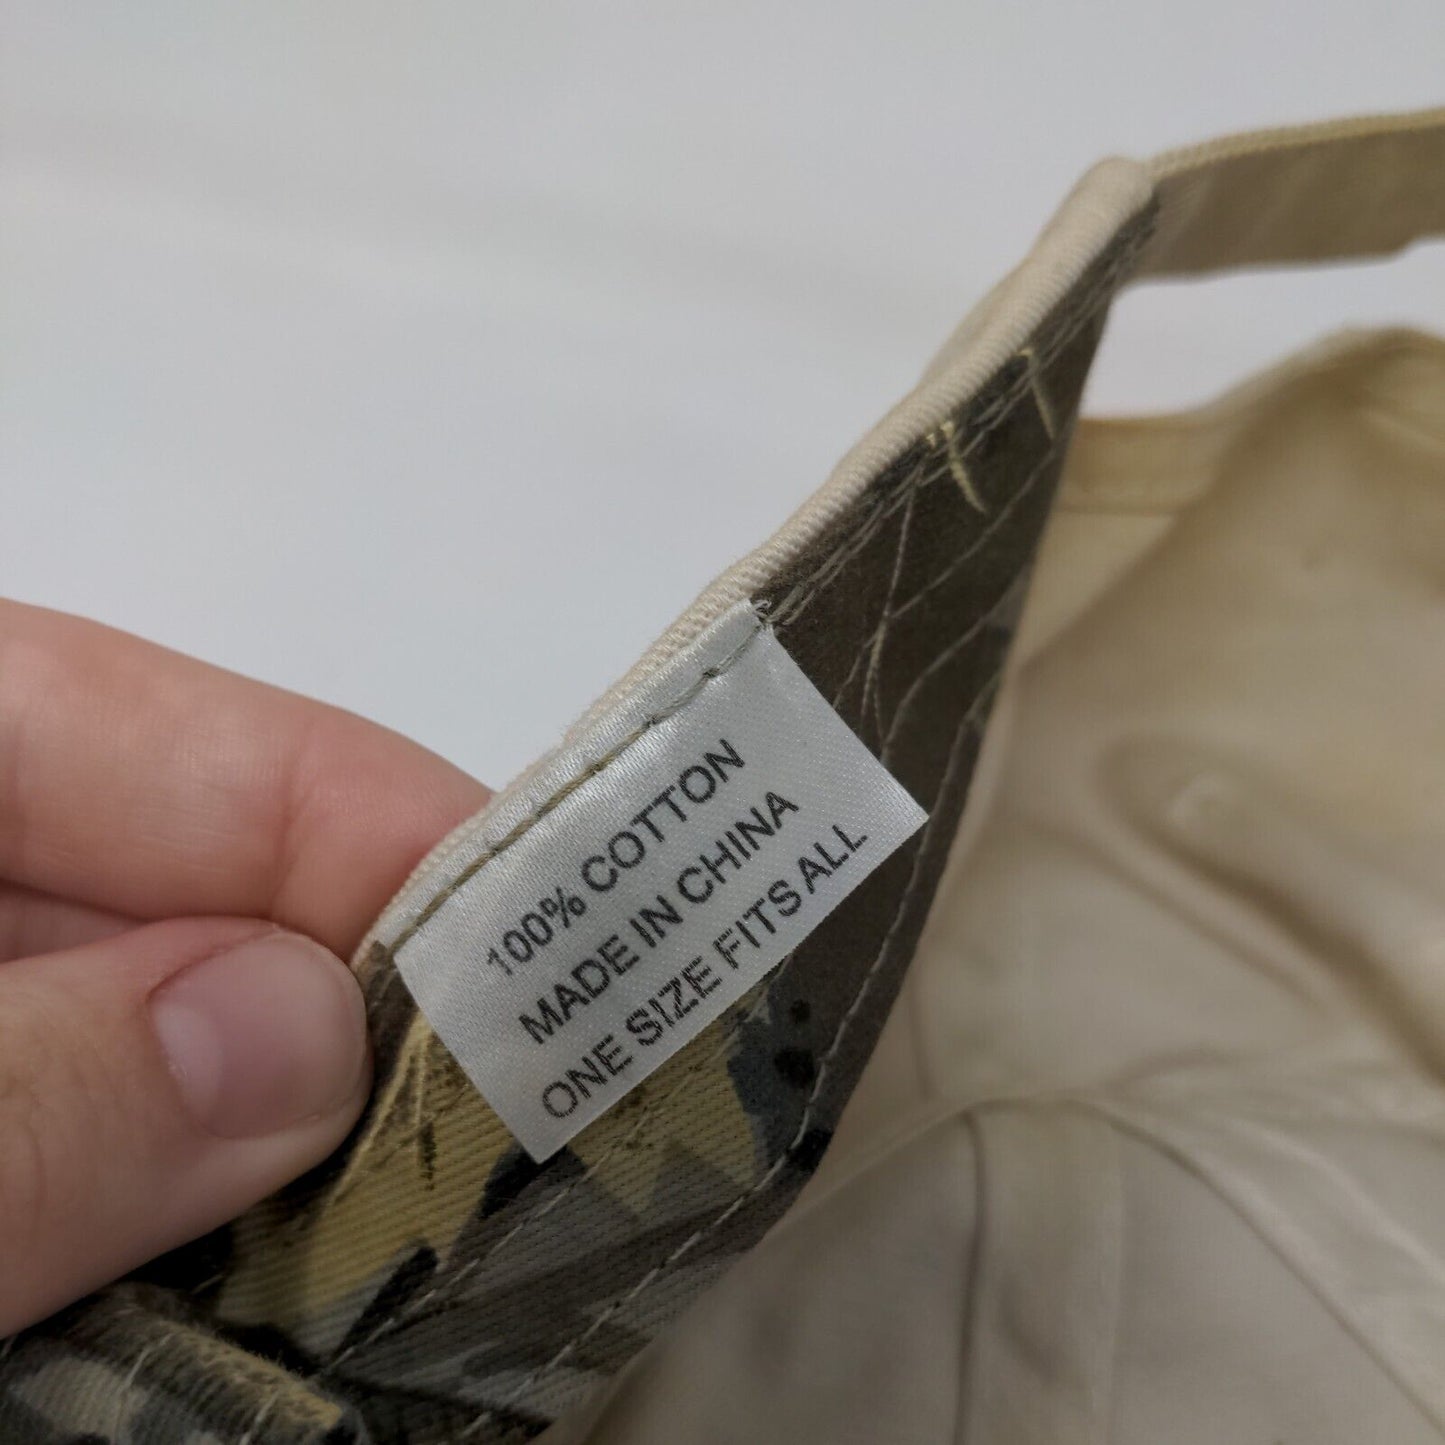 100% COTTON
MADE IN CHINA
ONE SIZE FITS ALL